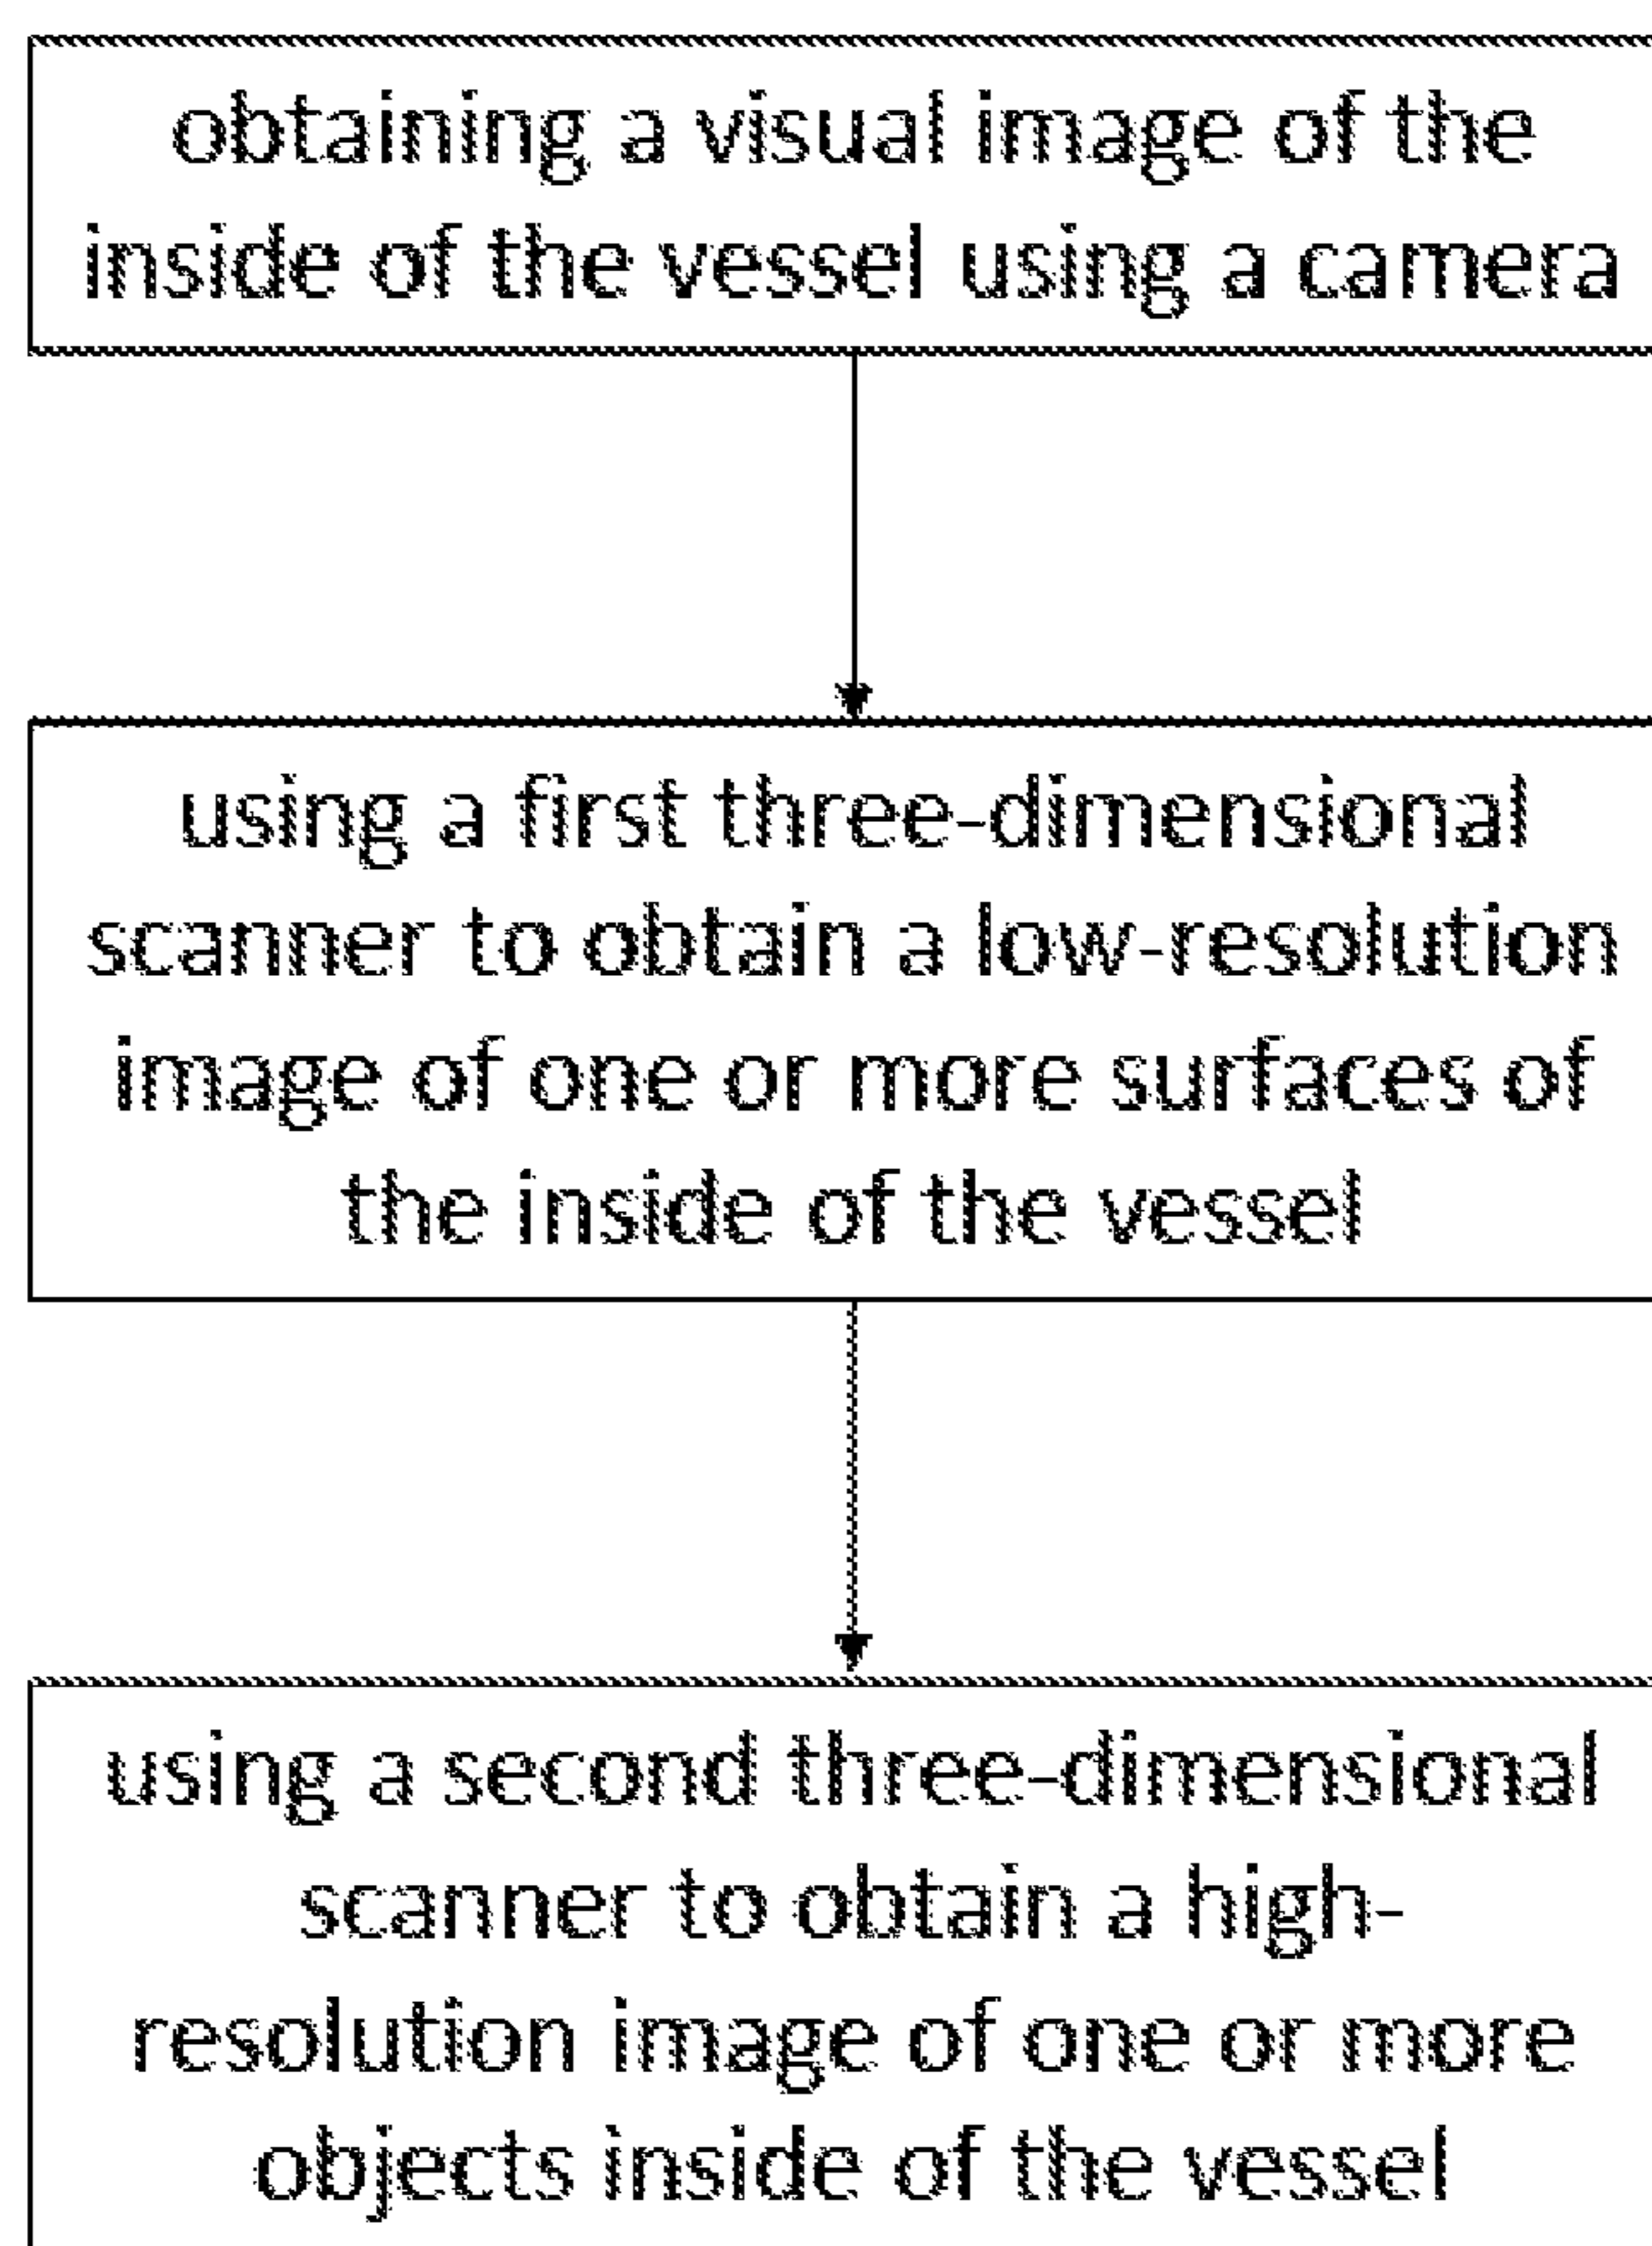 obtaining a visual image of the
inside of the vessel using a camera
using a first three-dimensional
scanner to obtain a low-resolution
image of one or more surfaces of
the inside of the vessel
using a second three-dimensional
scanner to obtain a high-
resolution image of one or more
objects inside of the vessel